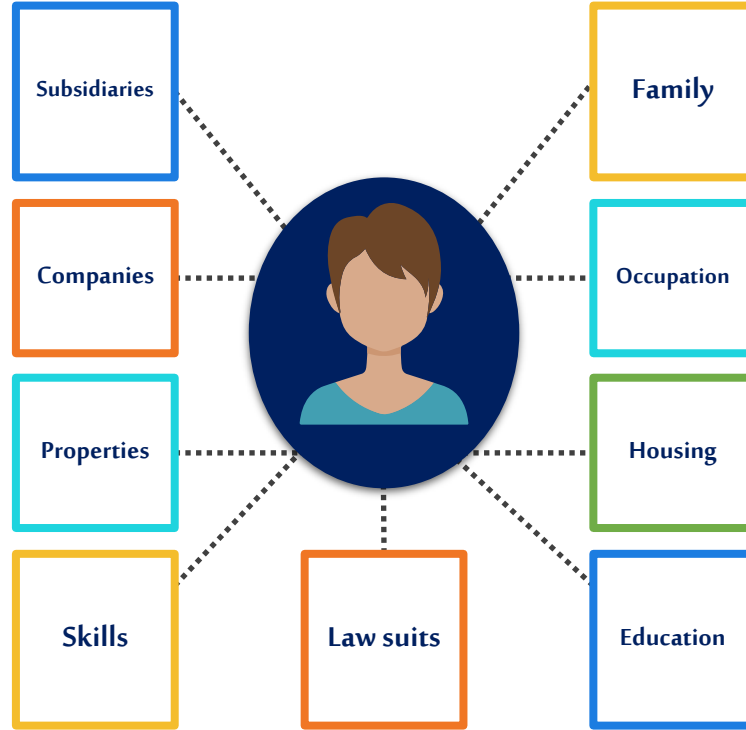 Subsidiaries
Family
Companies
Occupation
Properties
Housing
Skills
Law suits
Education